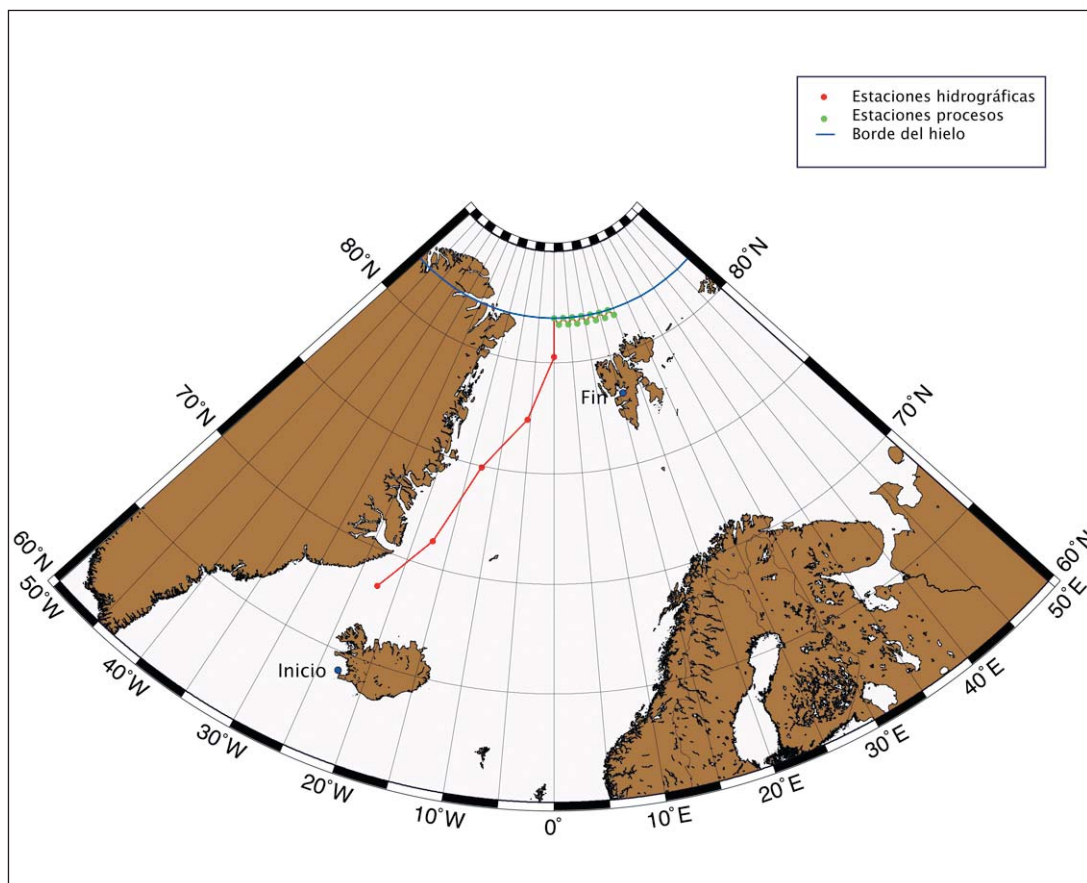 Estaciones hidrográficas
Estaciones procesos
Borde del hielo
80°N
80°N
Fin
70°N
70°N
60°N
60°N
50°W
50°E
40°W
40°E
Inicio
30°W
30°E
20°W
20°E
10°W
10°E
0°